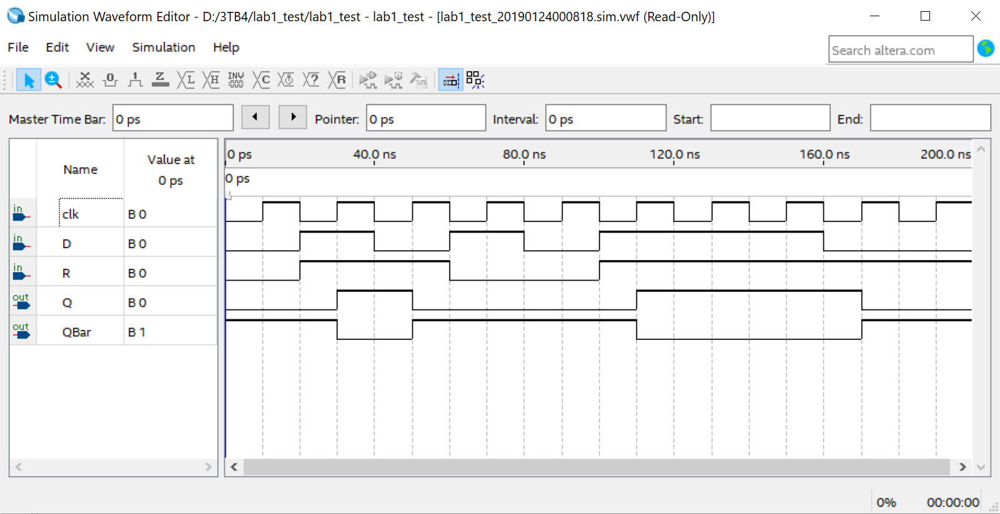 Simulation Waveform Editor - D:/3TB4/lab1_test/lab1_test - lab1_test - [lab1_test_20190124000818.sim.vwf (Read-Only)]
File Edit View Simulation Help
Search altera.com
X 0 1 Z L H INV C ? R
Master Time Bar: 0 ps Pointer: 0 ps Interval: 0 ps Start: End:
Name
Value at
0 ps
0 ps 40.0 ns 80.0 ns 120.0 ns 160.0 ns 200.0 ns
0 ps
in clk B 0
in D B 0
in R B 0
out Q B 0
out QBar B 1
0% 00:00:00